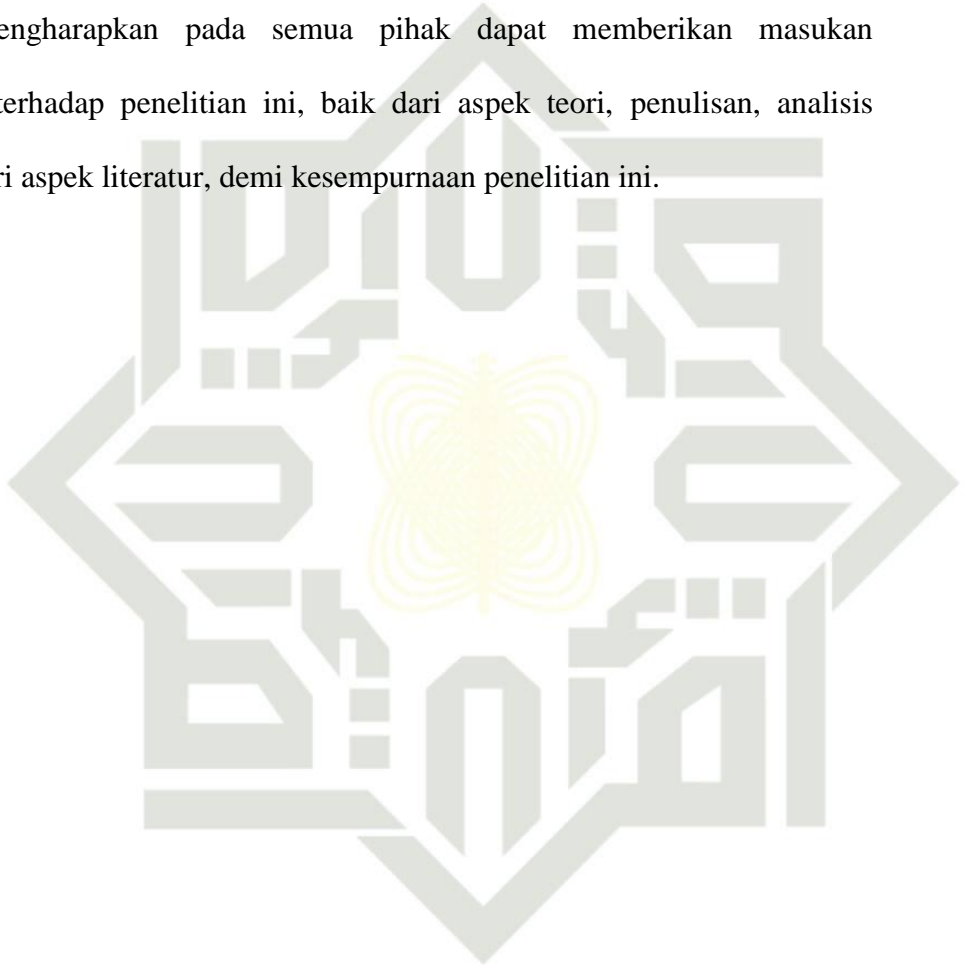 engharapkan pada semua pihak dapat memberikan masukan
terhadap penelitian ini, baik dari aspek teori, penulisan, analisis
ri aspek literatur, demi kesempurnaan penelitian ini.